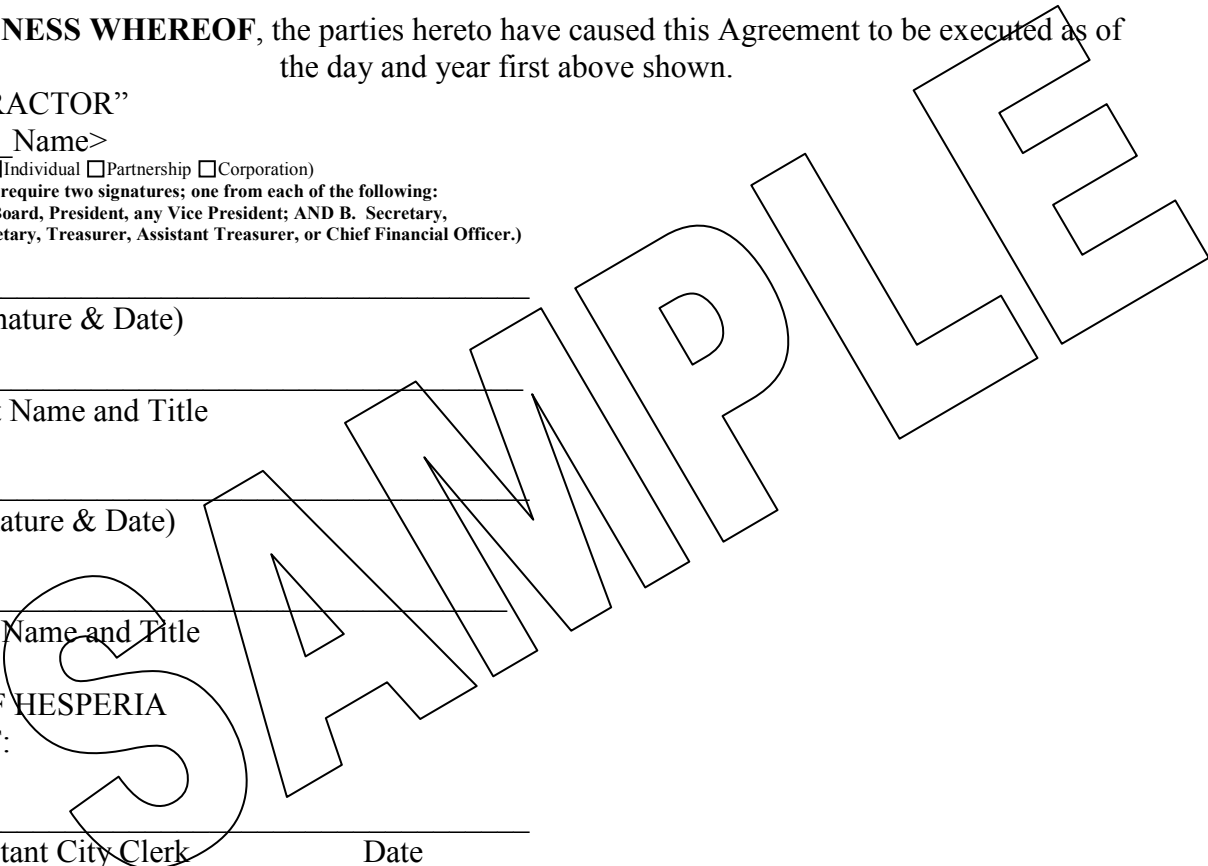 NESS WHEREOF, the parties hereto have caused this Agreement to be executed as of
the day and year first above shown.
RACTOR”
_Name>
Individual ☐Partnership ☐Corporation)
require two signatures; one from each of the following:
Board, President, any Vice President; AND B. Secretary,
etary, Treasurer, Assistant Treasurer, or Chief Financial Officer.)
nature & Date)
Name and Title
ature & Date)
Name and Title
F HESPERIA
:
tant City Clerk Date
SAMPLE